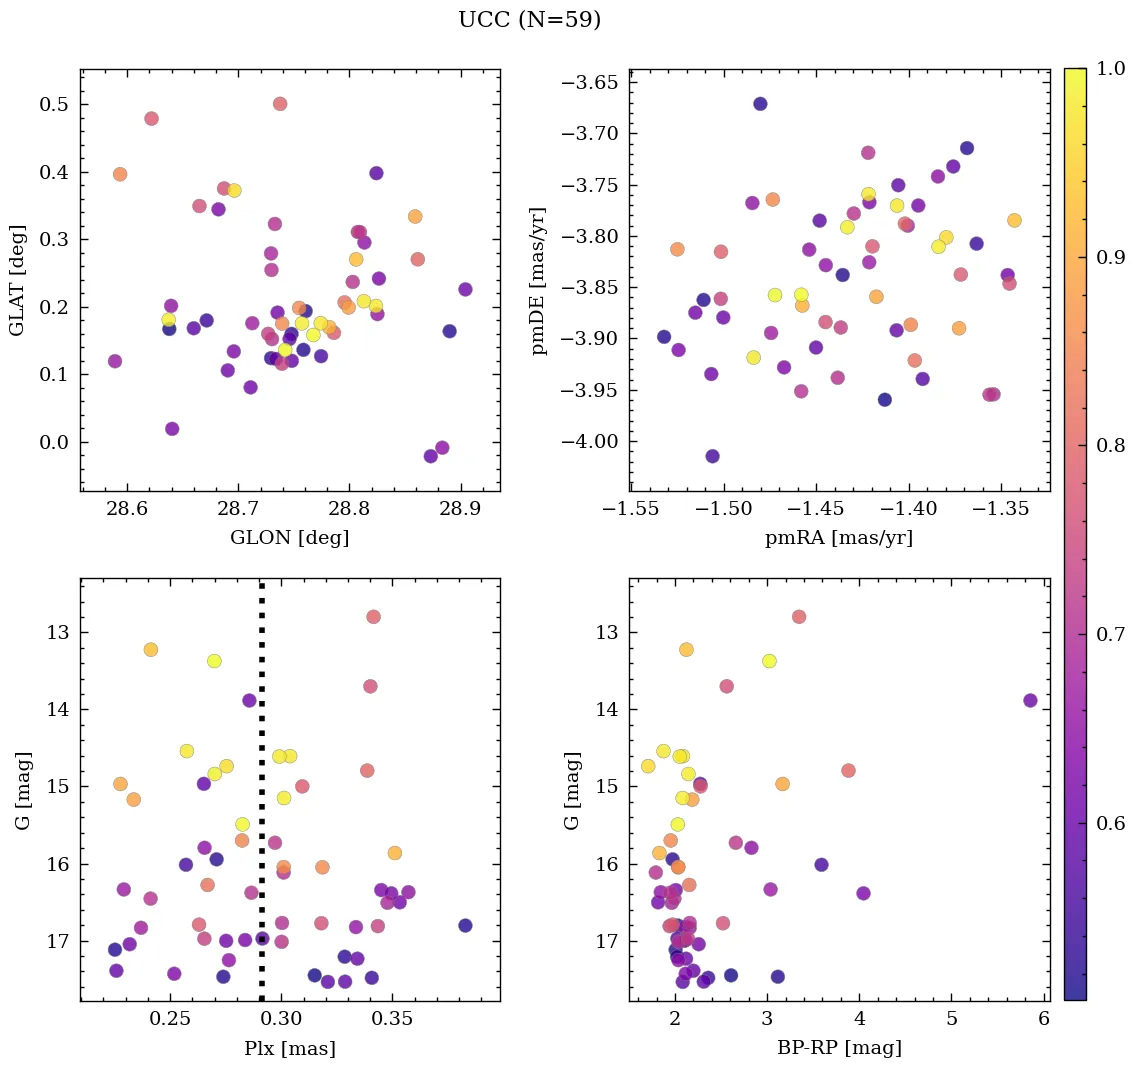 UCC (N=59)
0.5
0.4
0.3
0.2
0.1
0.0
GLAT [deg]
28.6 28.7 28.8 28.9
GLON [deg]
−3.65
−3.70
−3.75
−3.80
−3.85
−3.90
−3.95
−4.00
pmDE [mas/yr]
−1.55 −1.50 −1.45 −1.40 −1.35
pmRA [mas/yr]
1.0
0.9
0.8
0.7
0.6
13
14
15
16
17
G [mag]
0.25 0.30 0.35
Plx [mas]
13
14
15
16
17
G [mag]
2 3 4 5 6
BP-RP [mag]